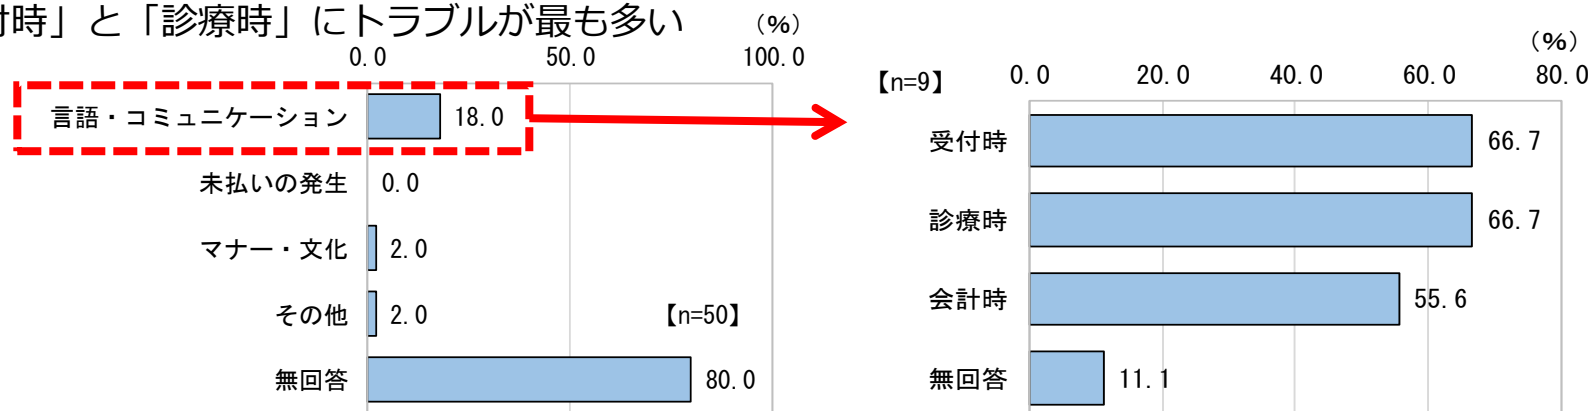 付時」と「診療時」にトラブルが最も多い
（%）
0.0 50.0 100.0
言語・コミュニケーション 18.0
未払いの発生 0.0
マナー・文化 2.0
その他 2.0
【n=50】
無回答 80.0
（%）
【n=9】
0.0 20.0 40.0 60.0 80.0
受付時 66.7
診療時 66.7
会計時 55.6
無回答 11.1